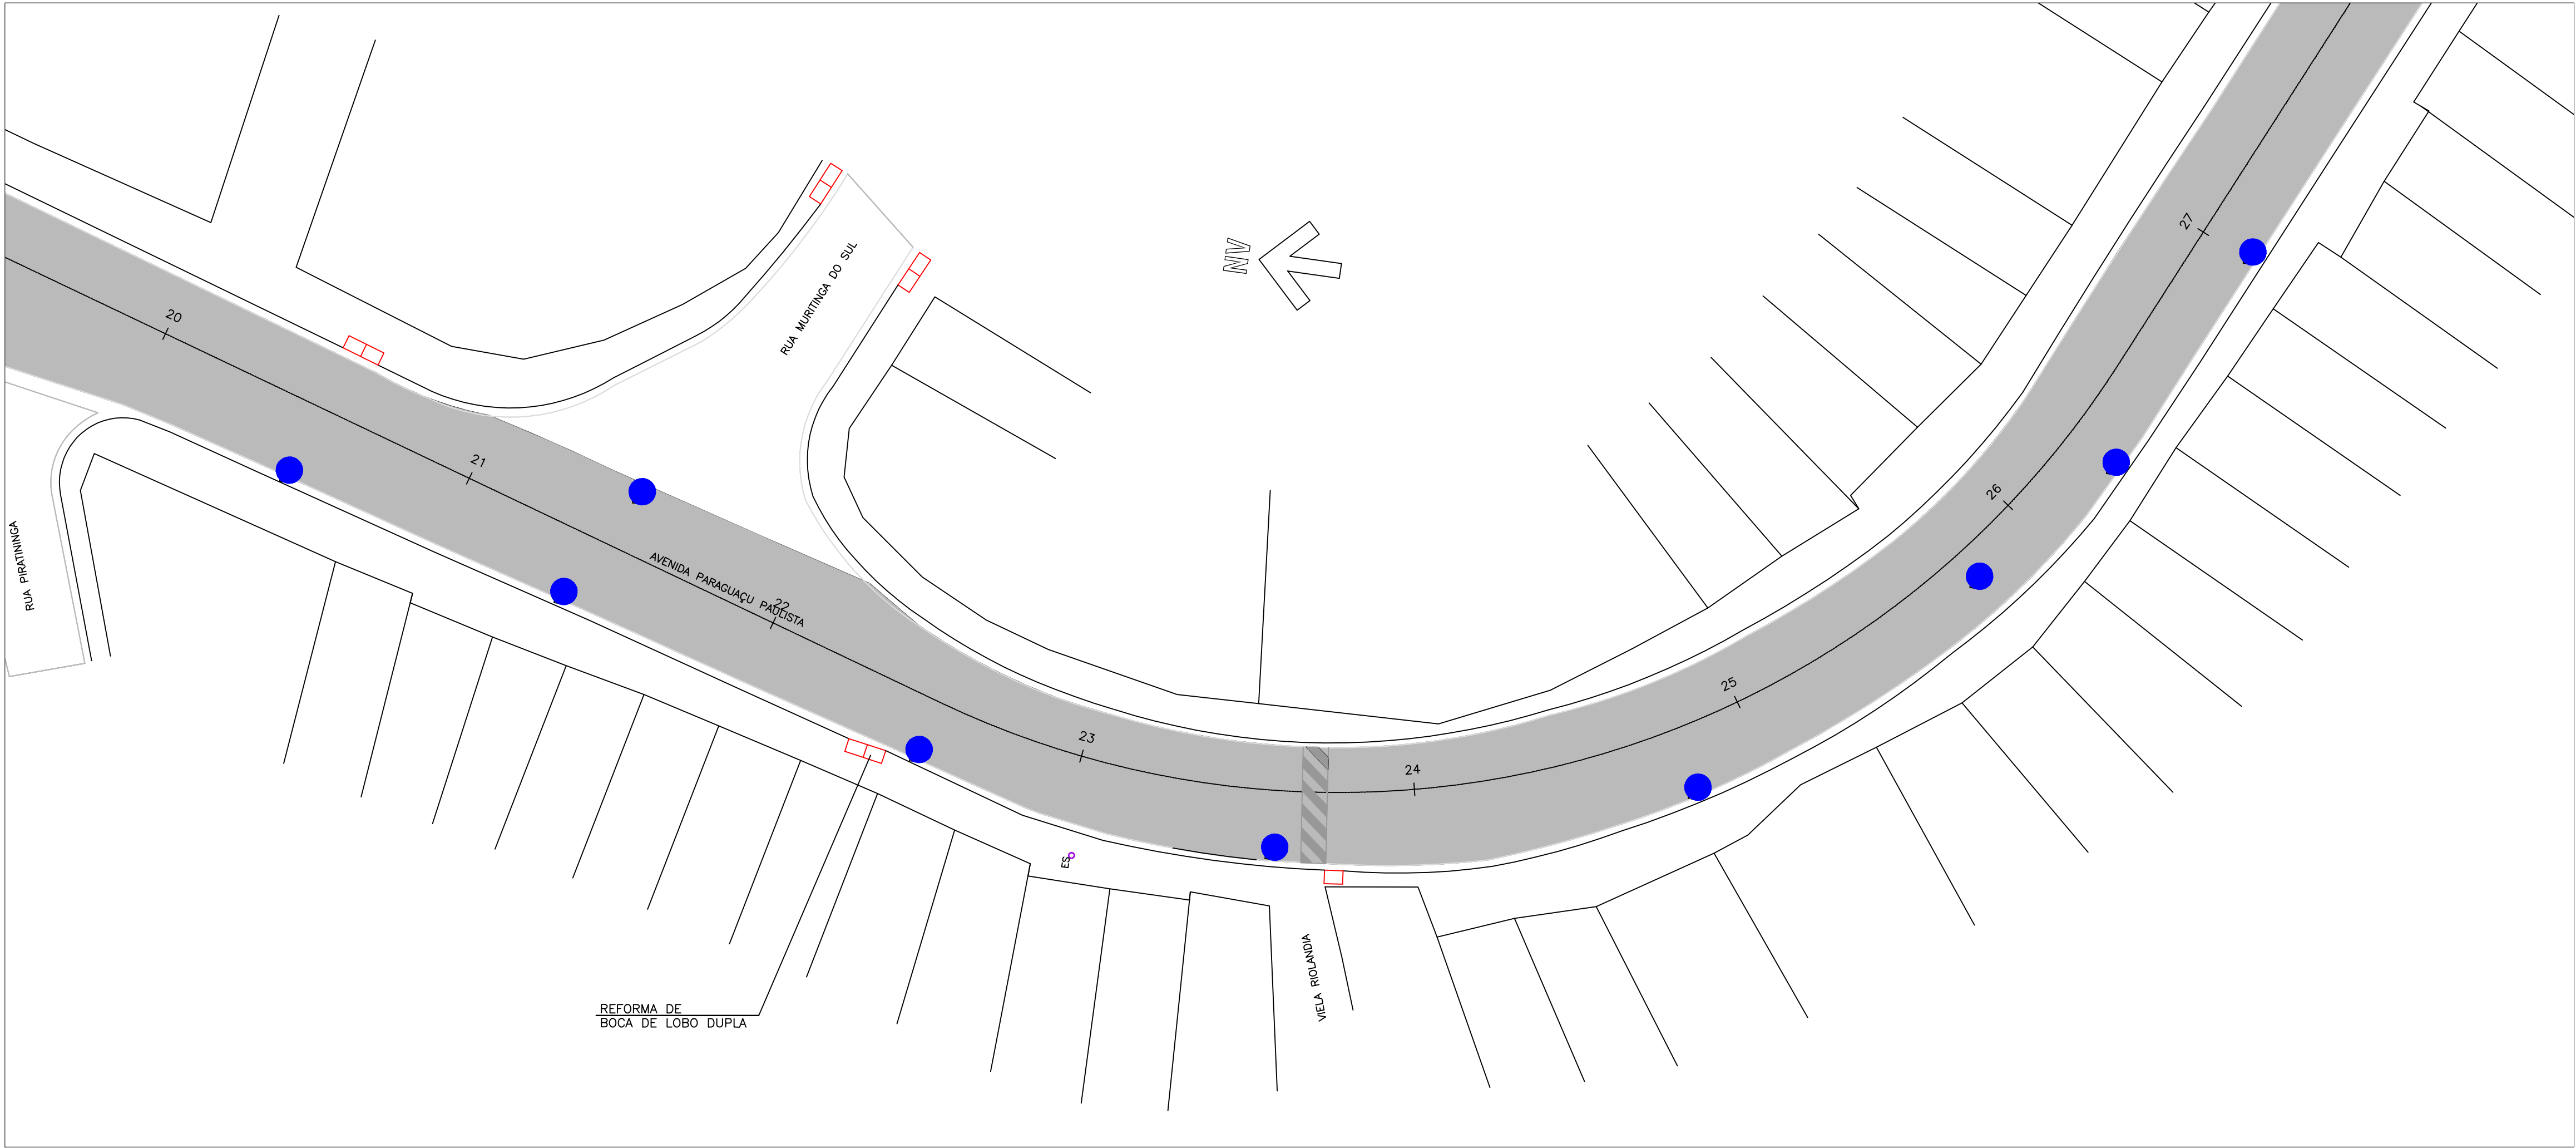 27
NV
RUA MURITINGA DO SUL
20
21
26
RUA PIRATININGA
AVENIDA PARAGUAÇU PAULISTA
22
25
23
24
ES
VIELA RIOLANDIA
REFORMA DE
BOCA DE LOBO DUPLA